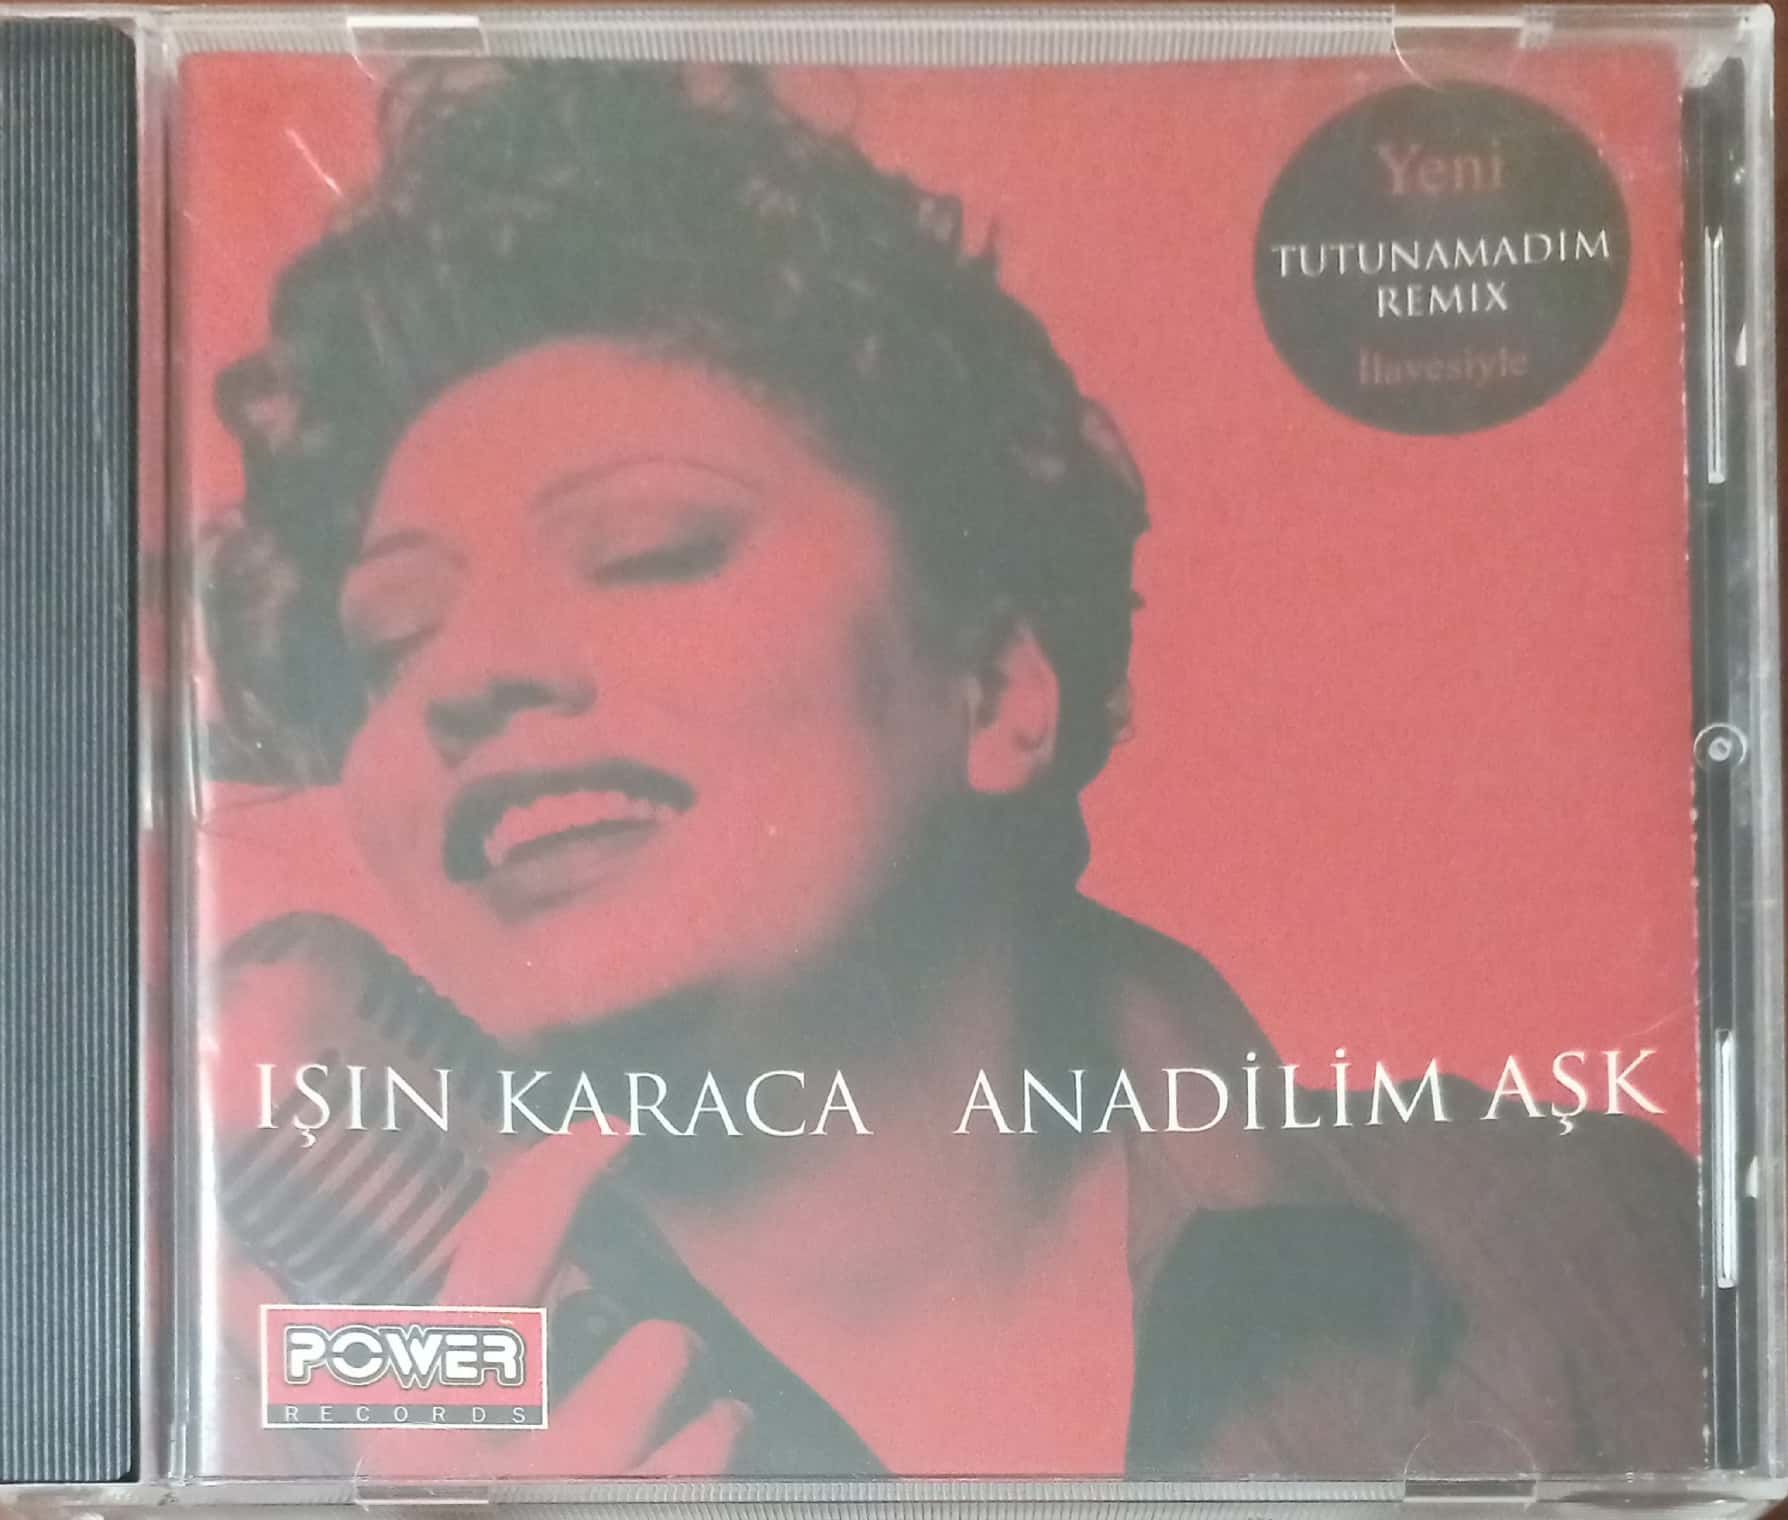 Yeni
TUTUNAMADIM
REMIX
İlavesiyle
IŞIN KARACA ANADİLİM AŞK
POWER
RECORDS